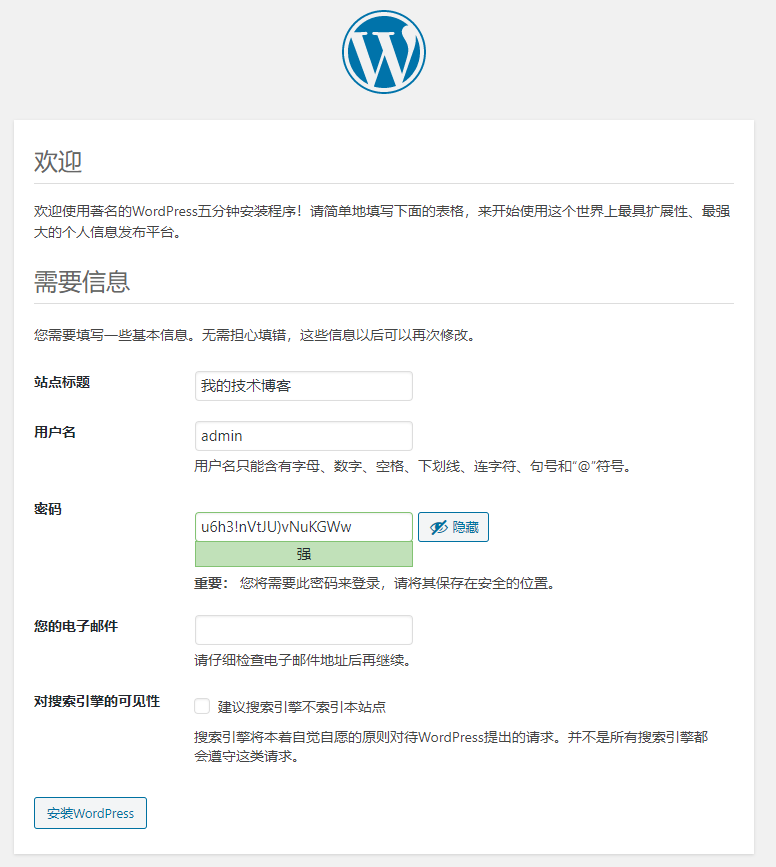 欢迎
欢迎使用著名的WordPress五分钟安装程序！请简单地填写下面的表格，来开始使用这个世界上最具扩展性、最强
大的个人信息发布平台。
需要信息
您需要填写一些基本信息。无需担心填错，这些信息以后可以再次修改。
站点标题 我的技术博客
用户名 admin
用户名只能含有字母、数字、空格、下划线、连字符、句号和“@”符号。
密码 u6h3!nVtJU)vNuKGWw 隐藏
强
重要： 您将需要此密码来登录，请将其保存在安全的位置。
您的电子邮件
请仔细检查电子邮件地址后再继续。
对搜索引擎的可见性 建议搜索引擎不索引本站点
搜索引擎将本着自觉自愿的原则对待WordPress提出的请求。并不是所有搜索引擎都
会遵守这类请求。
安装WordPress